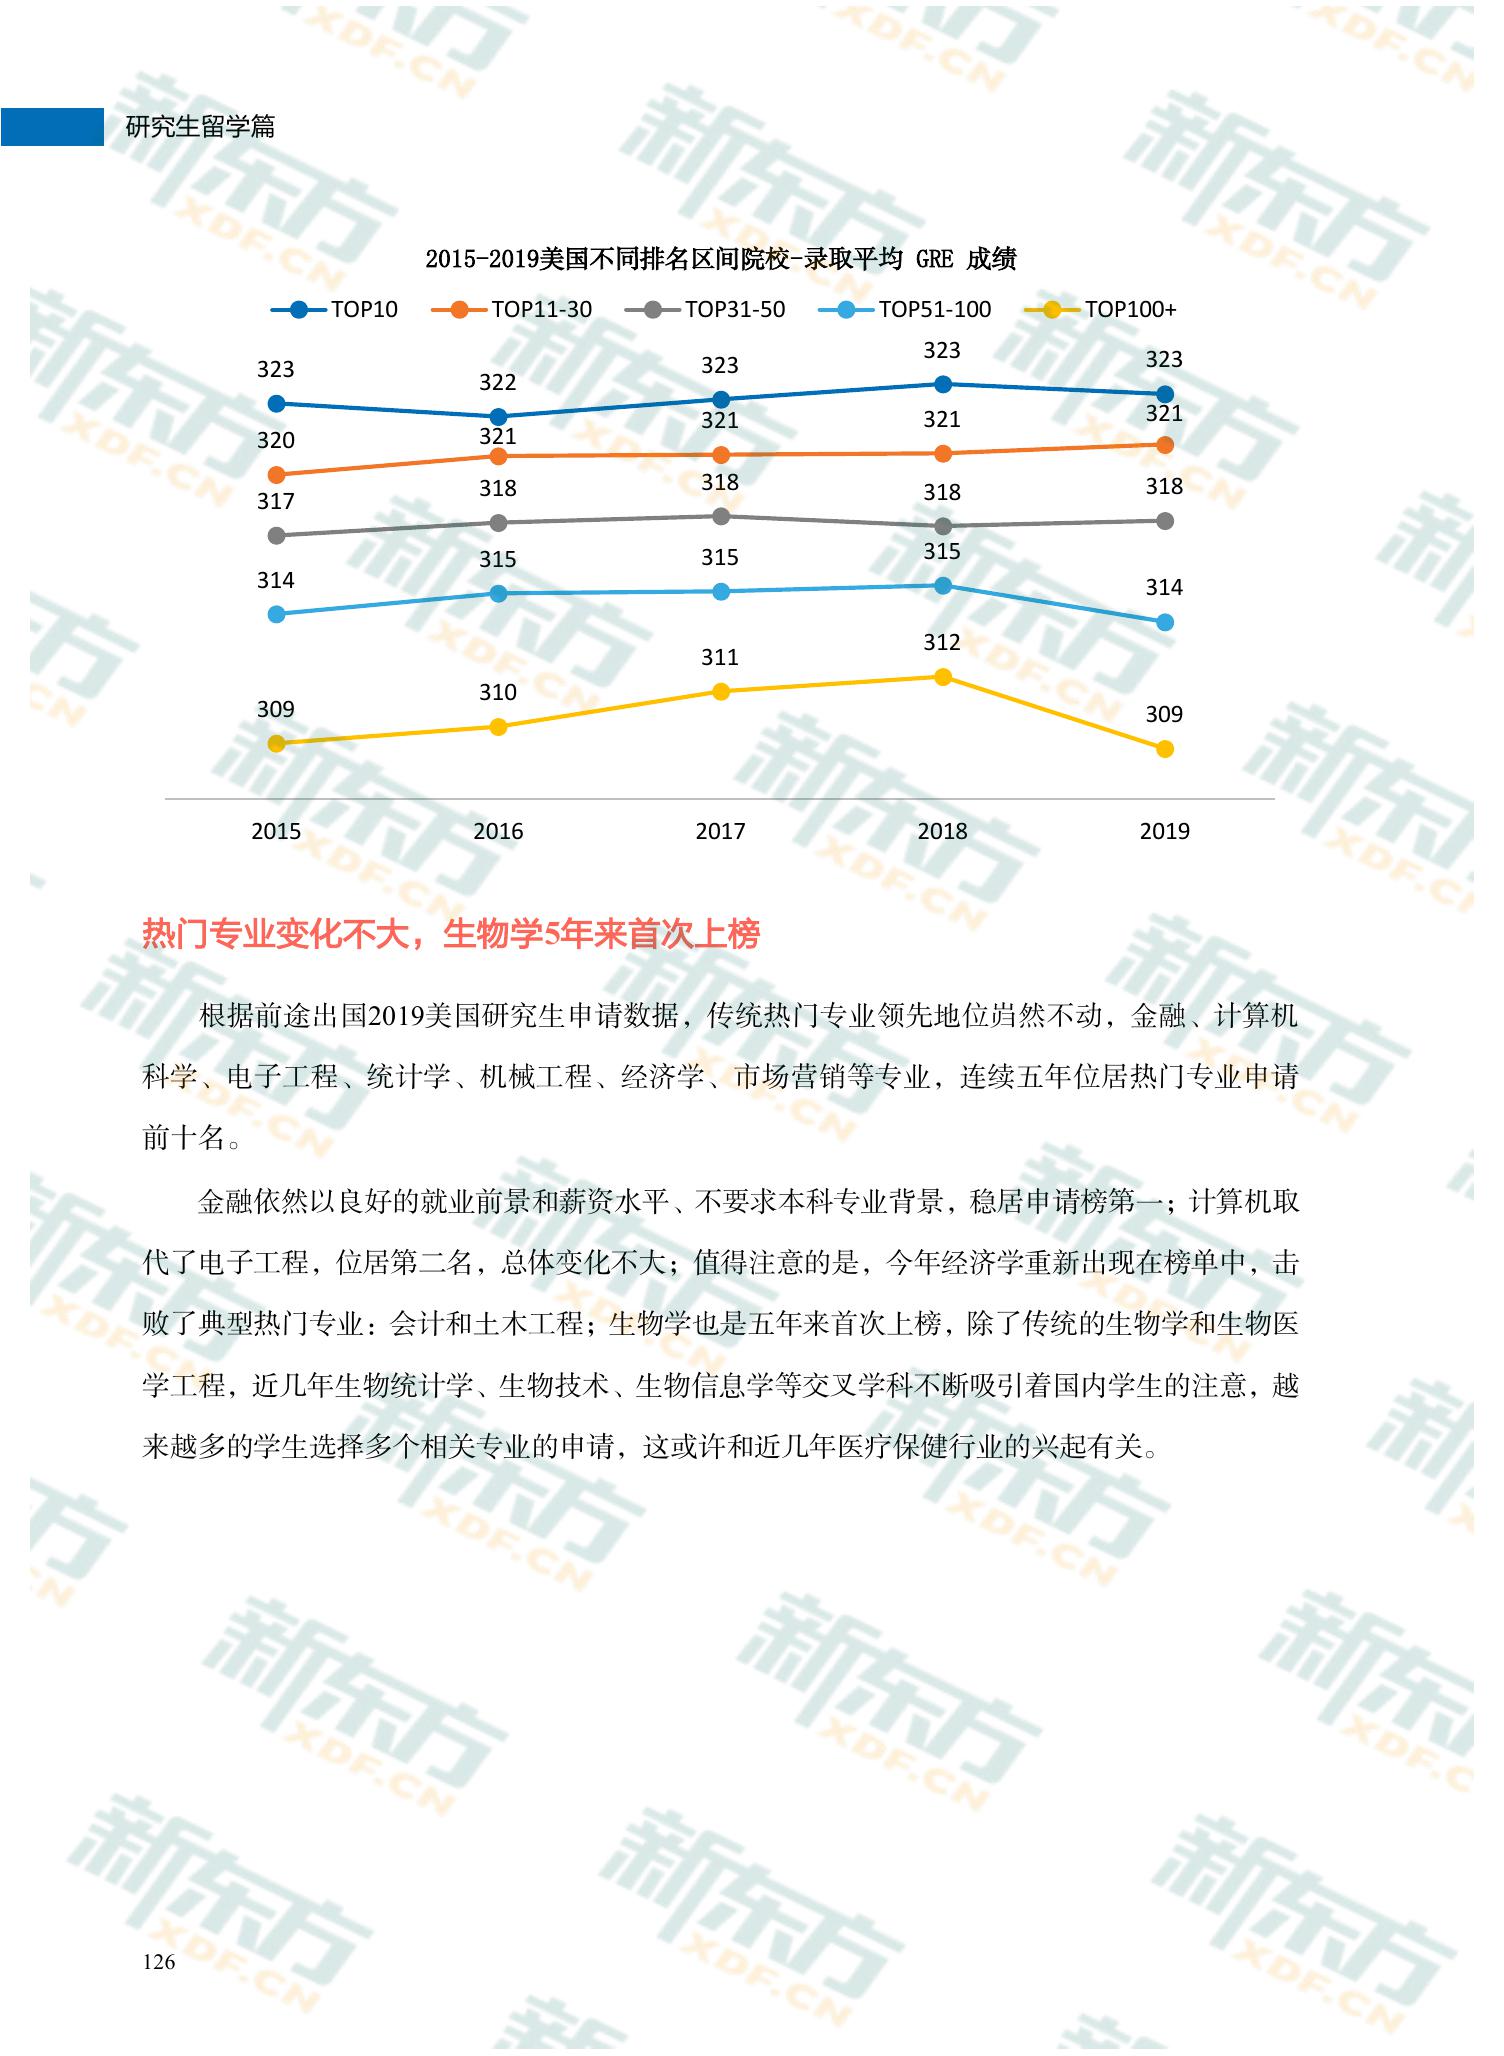 研究生留学篇
2015-2019美国不同排名区间院校-录取平均 GRE 成绩
TOP10 TOP11-30 TOP31-50 TOP51-100 TOP100+
323 322 323 323 323
320 321 321 321 321
317 318 318 318 318
314 315 315 315 314
309 310 311 312 309
2015 2016 2017 2018 2019
热门专业变化不大，生物学5年来首次上榜
根据前途出国2019美国研究生申请数据，传统热门专业领先地位岿然不动，金融、计算机
科学、电子工程、统计学、机械工程、经济学、市场营销等专业，连续五年位居热门专业申请
前十名。
金融依然以良好的就业前景和薪资水平、不要求本科专业背景，稳居申请榜第一；计算机取
代了电子工程，位居第二名，总体变化不大；值得注意的是，今年经济学重新出现在榜单中，击
败了典型热门专业：会计和土木工程；生物学也是五年来首次上榜，除了传统的生物学和生物医
学工程，近几年生物统计学、生物技术、生物信息学等交叉学科不断吸引着国内学生的注意，越
来越多的学生选择多个相关专业的申请，这或许和近几年医疗保健行业的兴起有关。
126
新东方
XDF.CN